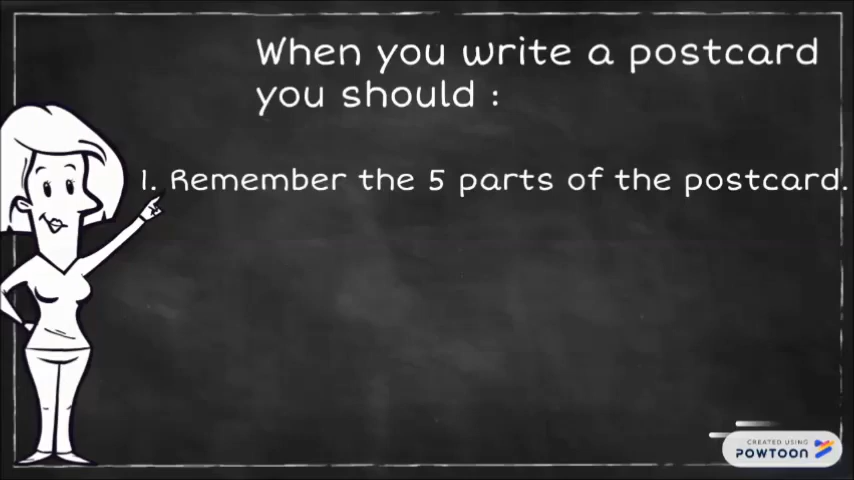 When you write a postcard
you should :
1. Remember the 5 parts of the postcard.
CREATED USING
POWTOON